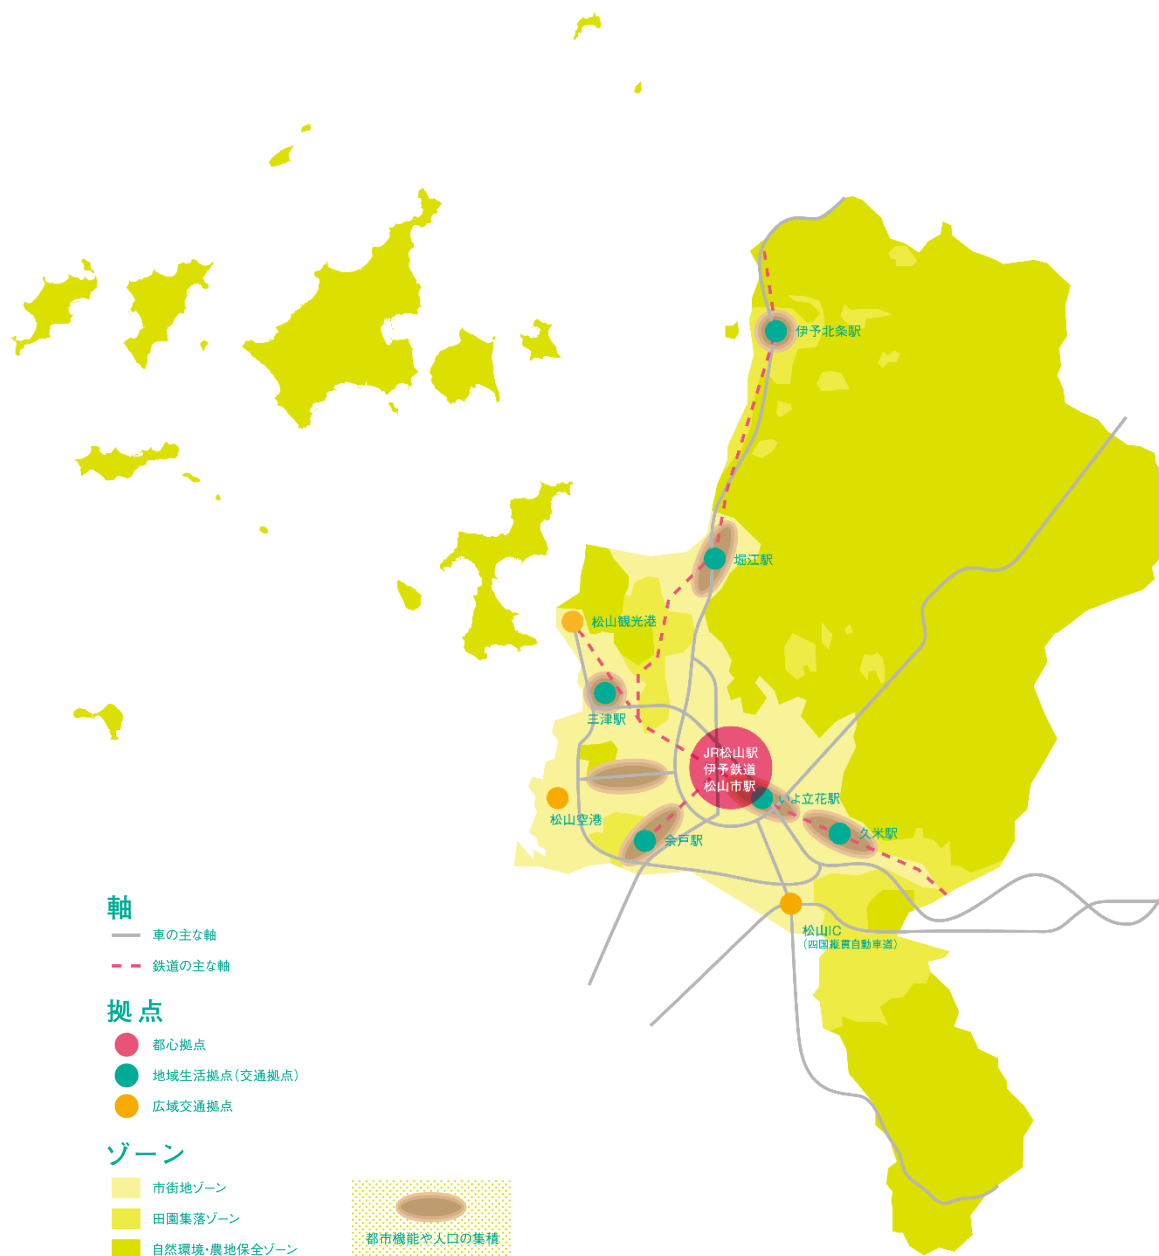 伊予北条駅
堀江駅
松山観光港
三津駅
JR松山駅
伊予鉄道
松山市駅
いよ立花駅
松山空港
余戸駅
久米駅
松山IC
(四国縦貫自動車道)
軸
車の主な軸
鉄道の主な軸
拠点
都心拠点
地域生活拠点(交通拠点)
広域交通拠点
ゾーン
市街地ゾーン
田園集落ゾーン
自然環境・農地保全ゾーン
都市機能や人口の集積